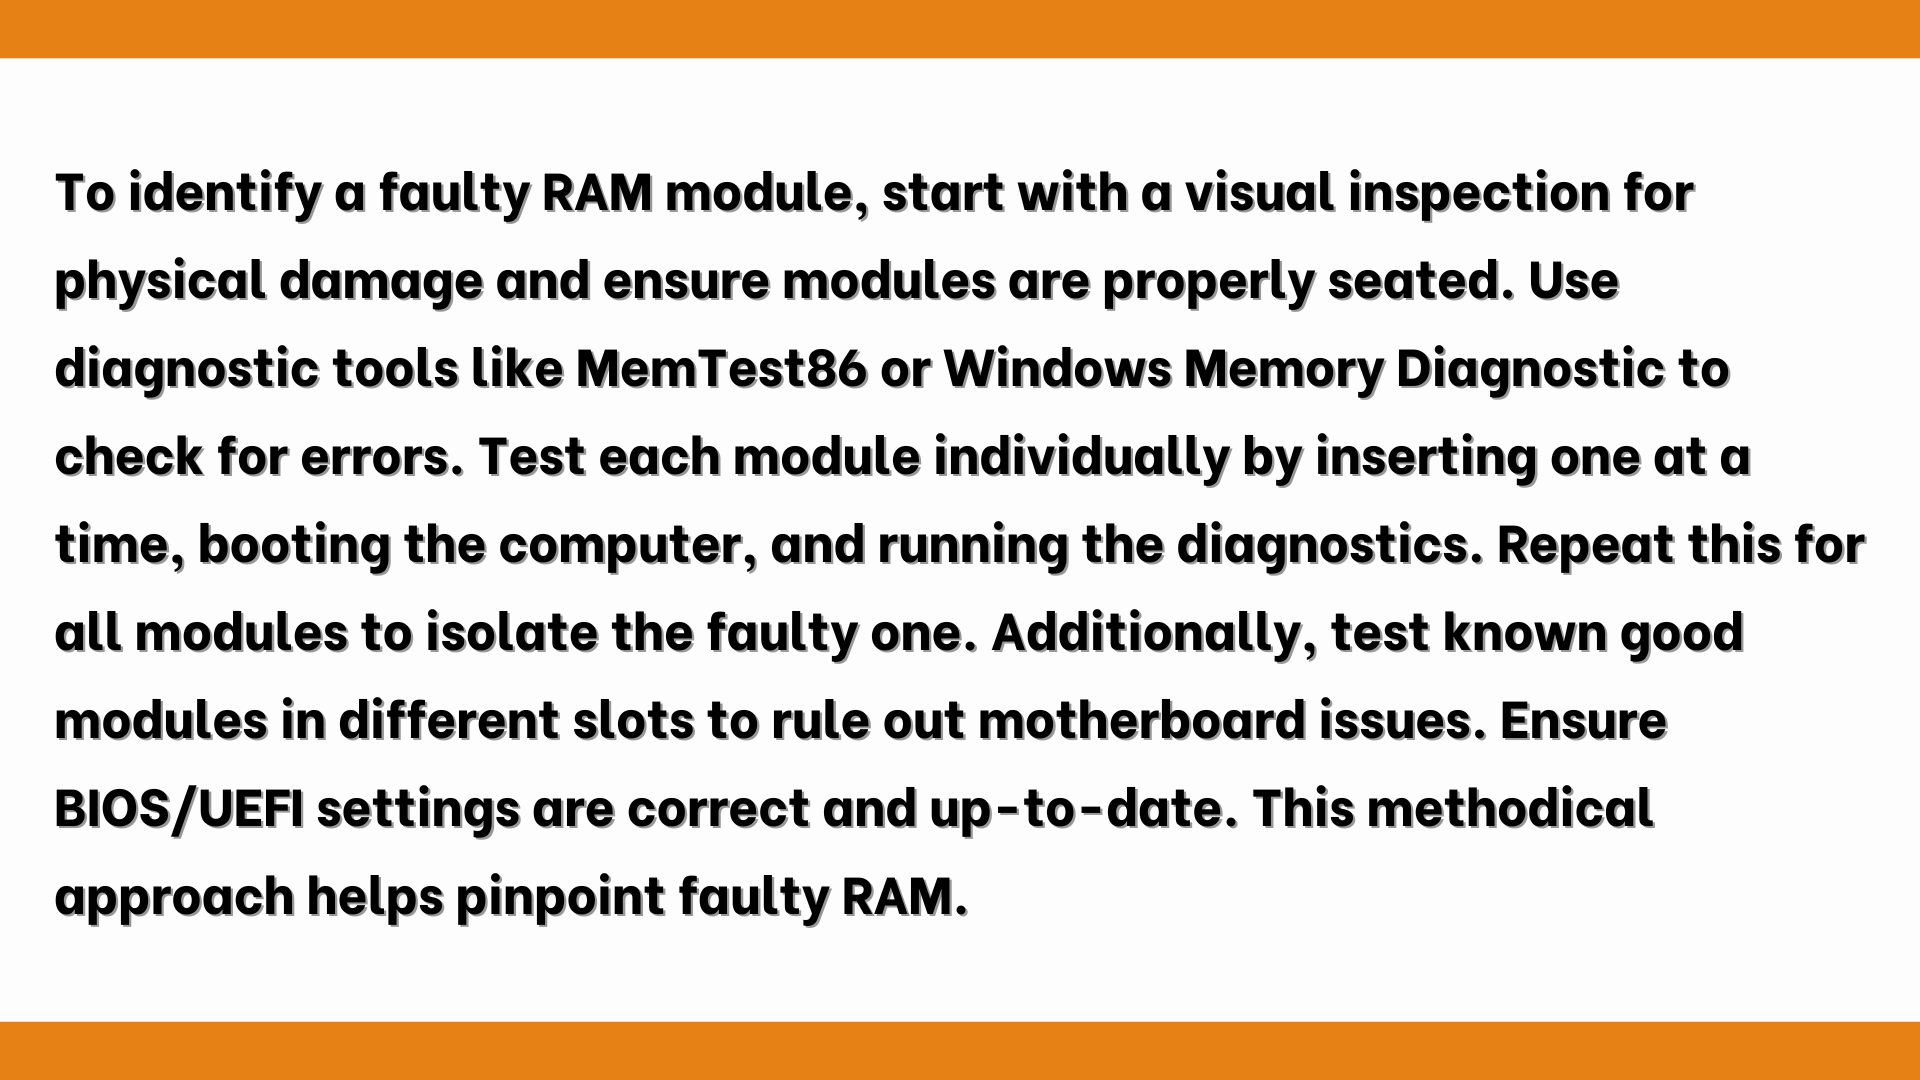 To identify a faulty RAM module, start with a visual inspection for
physical damage and ensure modules are properly seated. Use
diagnostic tools like MemTest86 or Windows Memory Diagnostic to
check for errors. Test each module individually by inserting one at a
time, booting the computer, and running the diagnostics. Repeat this for
all modules to isolate the faulty one. Additionally, test known good
modules in different slots to rule out motherboard issues. Ensure
BIOS/UEFI settings are correct and up-to-date. This methodical
approach helps pinpoint faulty RAM.